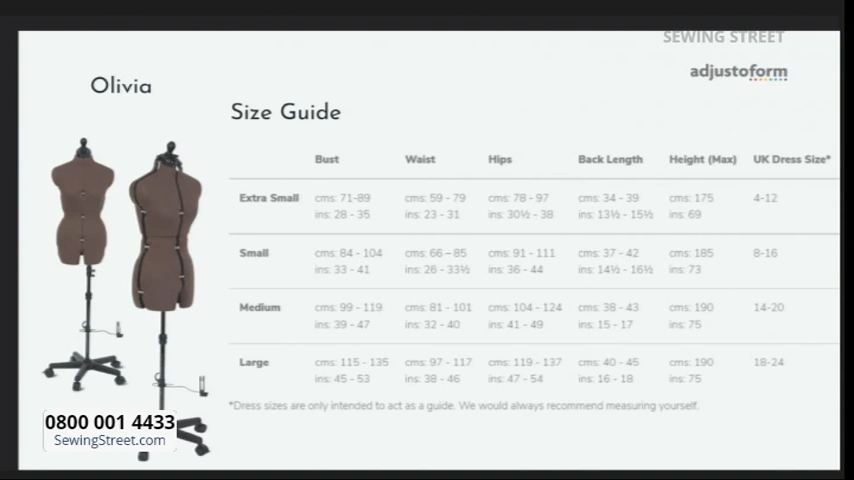 SEWING STREET
adjustoform
Olivia
Size Guide
Bust Waist Hips Back Length Height (Max) UK Dress Size*
Extra Small cms: 71-89 cms: 59 - 79 cms: 78 - 97 cms: 34 - 39 cms: 175 4-12
ins: 28 - 35 ins: 23 - 31 ins: 30½ - 38 ins: 13½ - 15½ ins: 69
Small cms: 84 - 104 cms: 66 – 85 cms: 91 - 111 cms: 37 - 42 cms: 185 8-16
ins: 33 - 41 ins: 26 - 33½ ins: 36 - 44 ins: 14½ - 16½ ins: 73
Medium cms: 99 - 119 cms: 81 - 101 cms: 104 - 124 cms: 38 - 43 cms: 190 14-20
ins: 39 - 47 ins: 32 - 40 ins: 41 - 49 ins: 15 - 17 ins: 75
Large cms: 115 - 135 cms: 97 - 117 cms: 119 - 137 cms: 40 - 45 cms: 190 18-24
ins: 45 - 53 ins: 38 - 46 ins: 47 - 54 ins: 16 - 18 ins: 75
*Dress sizes are only intended to act as a guide. We would always recommend measuring yourself.
0800 001 4433
SewingStreet.com